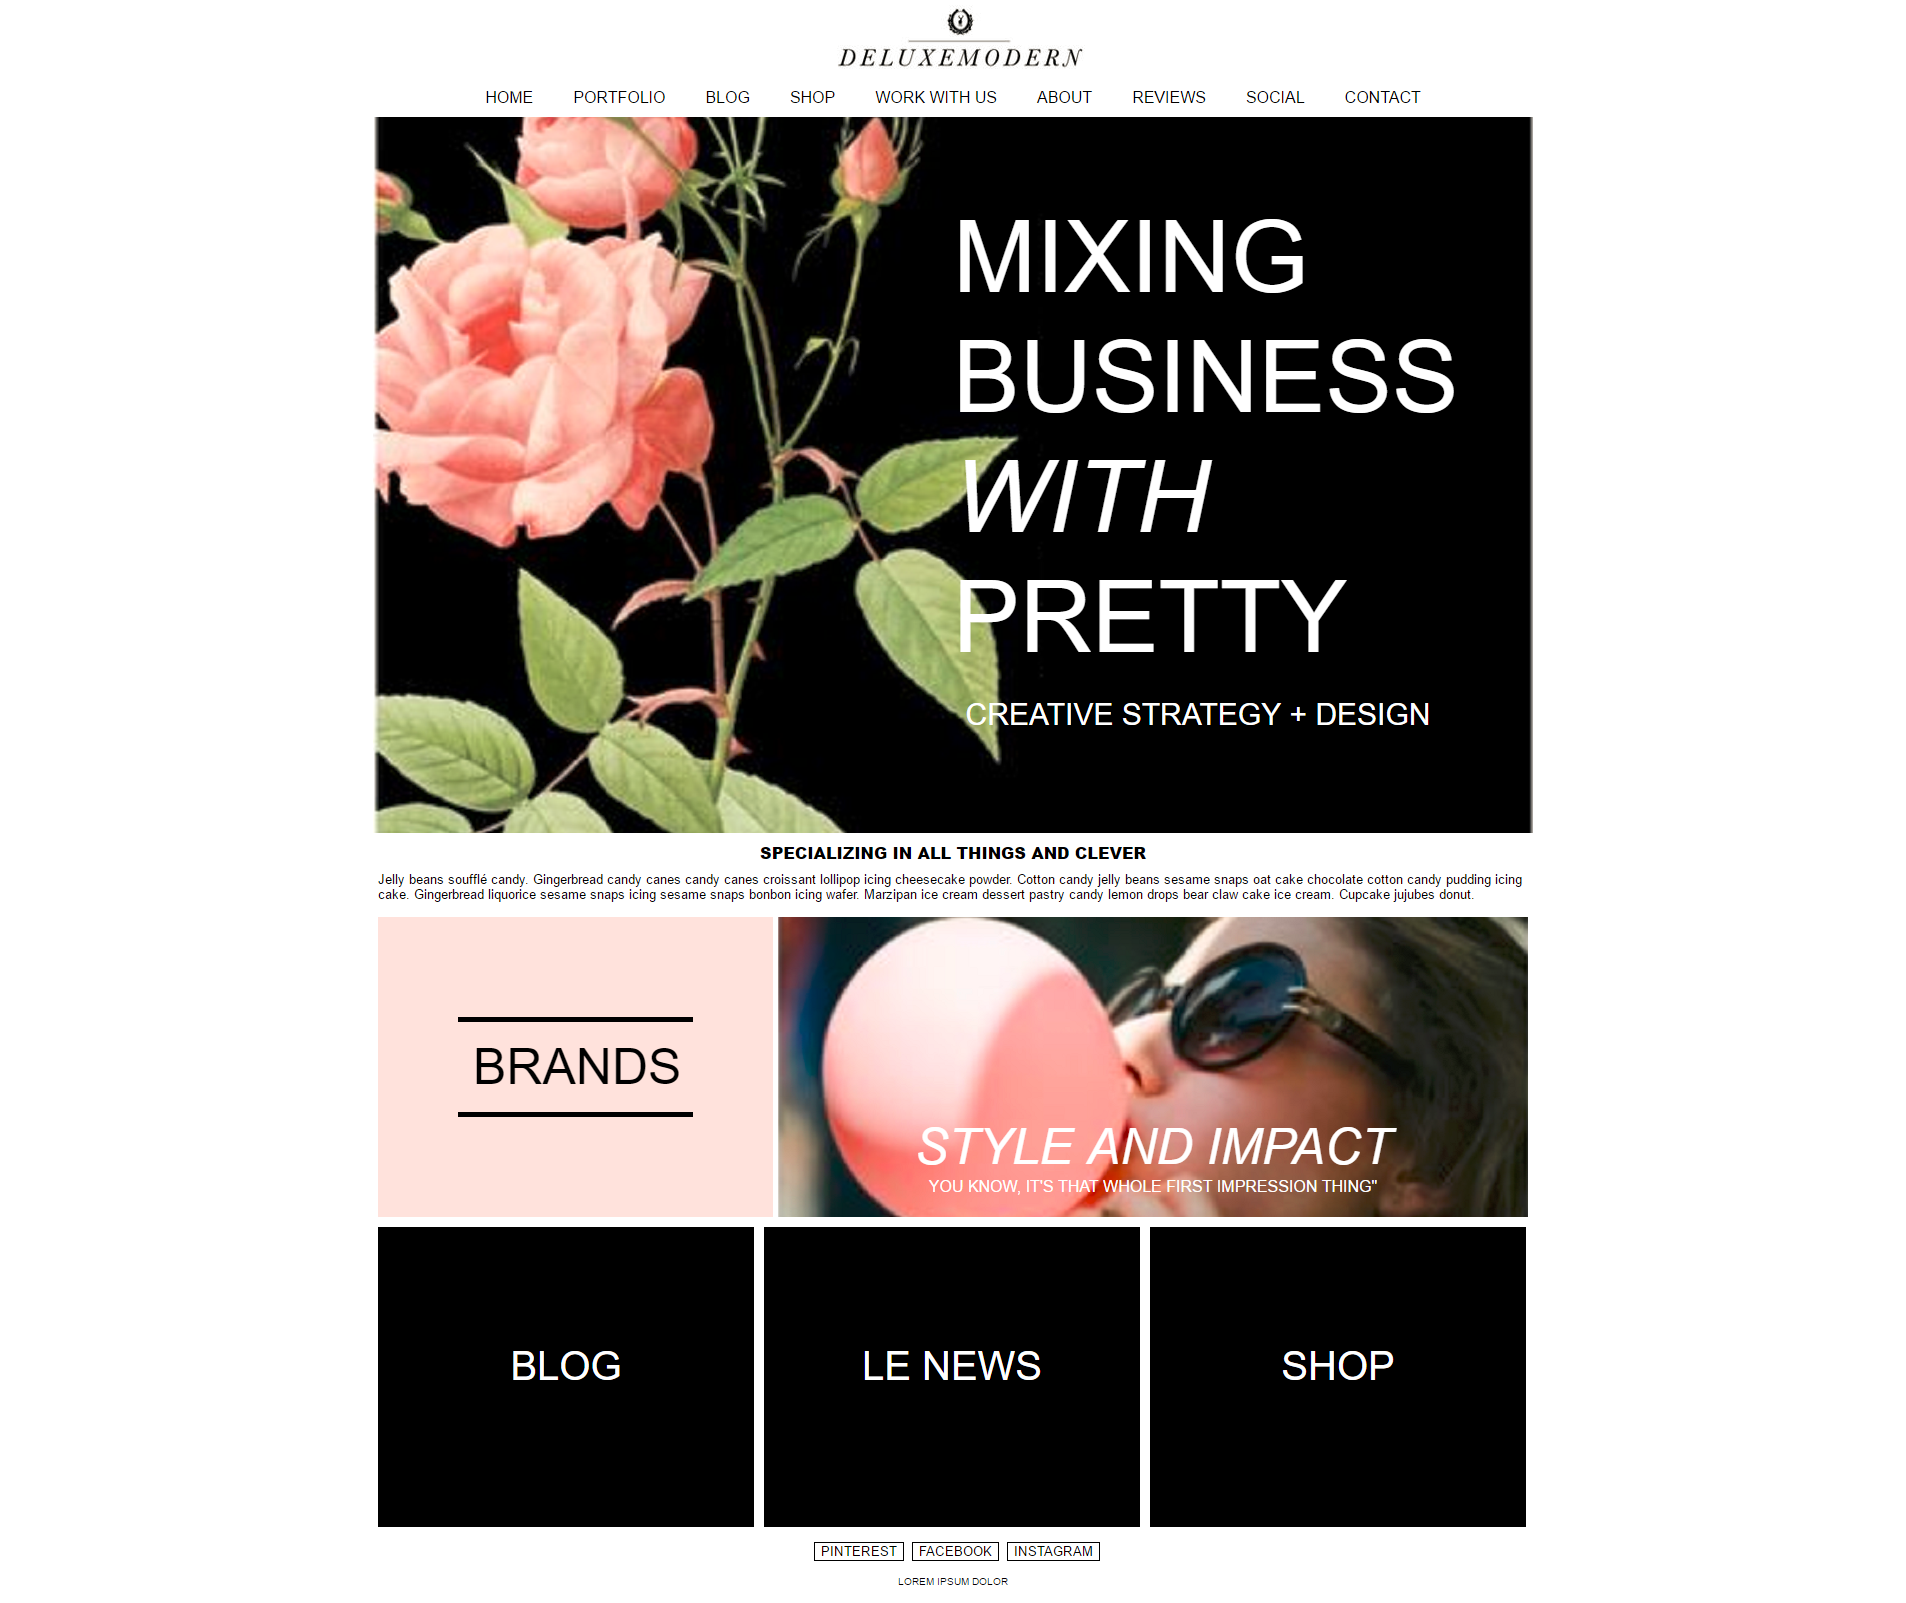 DELUXEMODERN
HOME PORTFOLIO BLOG SHOP WORK WITH US ABOUT REVIEWS SOCIAL CONTACT
MIXING
BUSINESS
WITH
PRETTY
CREATIVE STRATEGY + DESIGN
SPECIALIZING IN ALL THINGS AND CLEVER
Jelly beans soufflé candy. Gingerbread candy canes candy canes croissant lollipop icing cheesecake powder. Cotton candy jelly beans sesame snaps oat cake chocolate cotton candy pudding icing
cake. Gingerbread liquorice sesame snaps icing sesame snaps bonbon icing wafer. Marzipan ice cream dessert pastry candy lemon drops bear claw cake ice cream. Cupcake jujubes donut.
BRANDS
STYLE AND IMPACT
YOU KNOW, IT'S THAT WHOLE FIRST IMPRESSION THING"
BLOG
LE NEWS
SHOP
PINTEREST FACEBOOK INSTAGRAM
LOREM IPSUM DOLOR